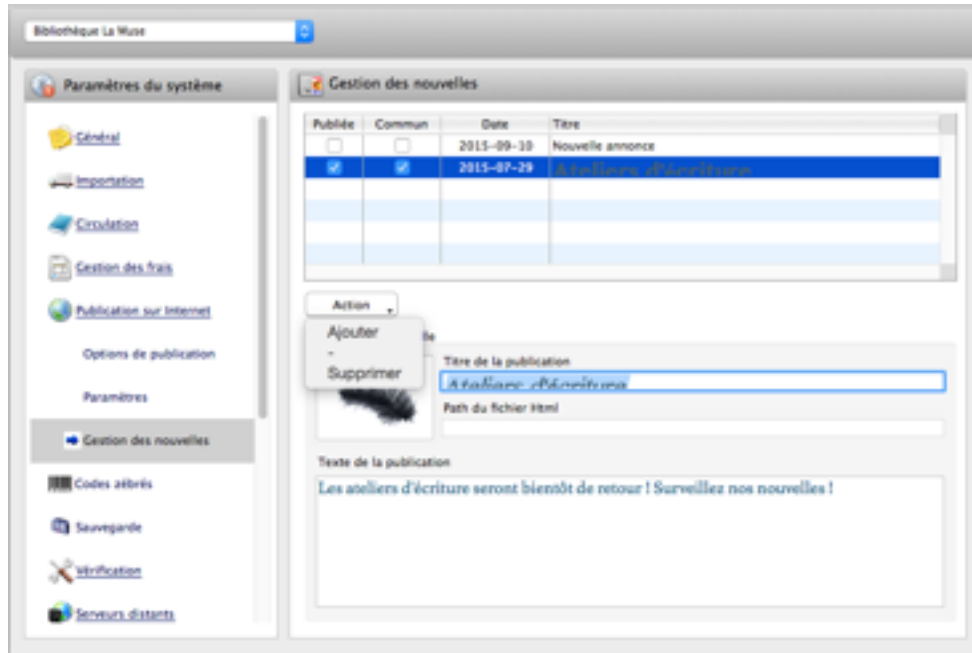 Bibliothèque La Muse
Paramètres du système
Général
Importation
Circulation
Gestion des frais
Publication sur Internet
Options de publication
Paramètres
Gestion des nouvelles
Codes zébrés
Sauvegarde
Vérification
Serveurs distants
Gestion des nouvelles
Publiée Commun Date Titre
2015-09-10 Nouvelle annonce
2015-07-29 Ateliers d'écriture
Action
Ajouter
-
Supprimer
Titre de la publication
Ateliers d'écriture
Path du fichier Html
Texte de la publication
Les ateliers d'écriture seront bientôt de retour ! Surveillez nos nouvelles !